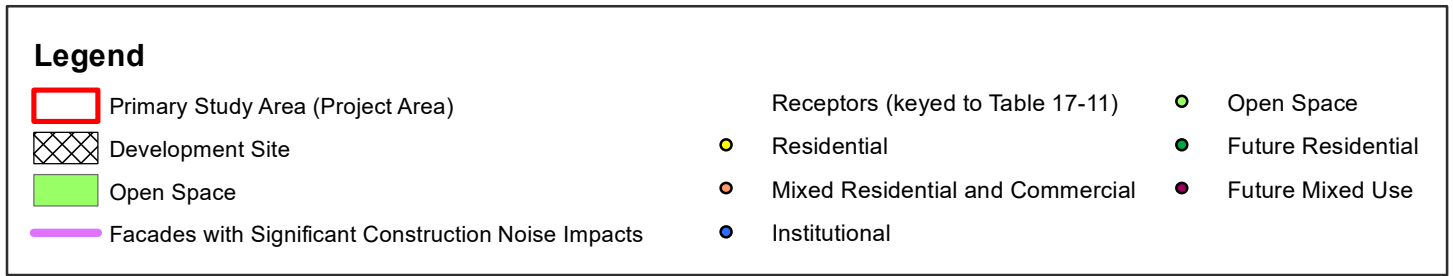 Legend
Primary Study Area (Project Area)
Development Site
Open Space
Facades with Significant Construction Noise Impacts
Receptors (keyed to Table 17-11)
Residential
Mixed Residential and Commercial
Institutional
Open Space
Future Residential
Future Mixed Use